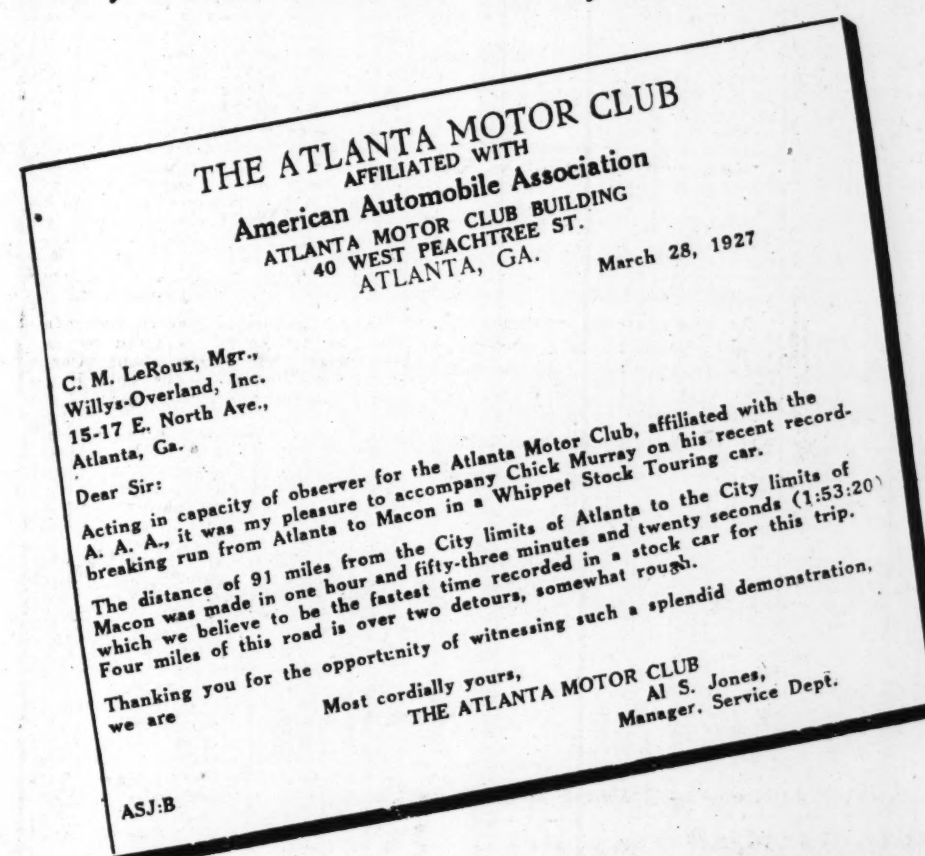 THE ATLANTA MOTOR CLUB
AFFILIATED WITH
American Automobile Association
ATLANTA MOTOR CLUB BUILDING
40 WEST PEACHTREE ST.
ATLANTA, GA.
March 28, 1927
C. M. LeRoux, Mgr.,
Willys-Overland, Inc.
15-17 E. North Ave.,
Atlanta, Ga.
Dear Sir:
Acting in capacity of observer for the Atlanta Motor Club, affiliated with the
A. A. A., it was my pleasure to accompany Chick Murray on his recent record-
breaking run from Atlanta to Macon in a Whippet Stock Touring car.
The distance of 91 miles from the City limits of Atlanta to the City limits of
Macon was made in one hour and fifty-three minutes and twenty seconds (1:53:20)
which we believe to be the fastest time recorded in a stock car for this trip.
Four miles of this road is over two detours, somewhat rough.
Thanking you for the opportunity of witnessing such a splendid demonstration,
we are
Most cordially yours,
THE ATLANTA MOTOR CLUB
Al S. Jones,
Manager. Service Dept.
ASJ:B